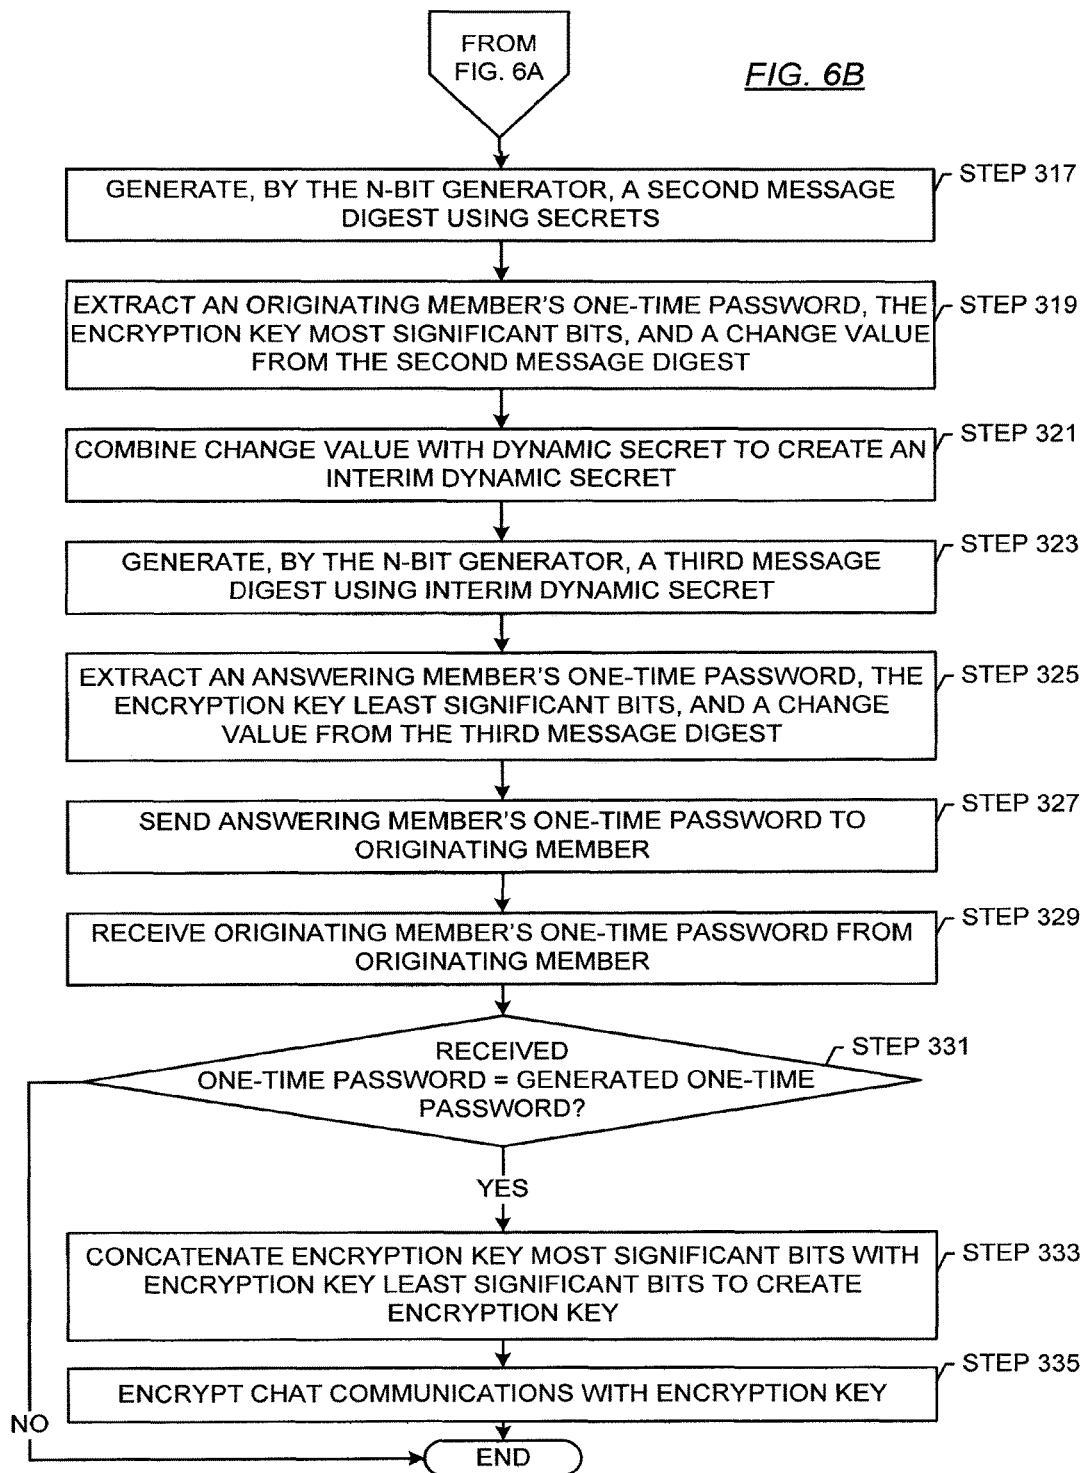 FROM
FIG. 6A
FIG. 6B
STEP 317
GENERATE, BY THE N-BIT GENERATOR, A SECOND MESSAGE
DIGEST USING SECRETS
STEP 319
EXTRACT AN ORIGINATING MEMBER'S ONE-TIME PASSWORD, THE
ENCRYPTION KEY MOST SIGNIFICANT BITS, AND A CHANGE VALUE
FROM THE SECOND MESSAGE DIGEST
STEP 321
COMBINE CHANGE VALUE WITH DYNAMIC SECRET TO CREATE AN
INTERIM DYNAMIC SECRET
STEP 323
GENERATE, BY THE N-BIT GENERATOR, A THIRD MESSAGE
DIGEST USING INTERIM DYNAMIC SECRET
STEP 325
EXTRACT AN ANSWERING MEMBER'S ONE-TIME PASSWORD, THE
ENCRYPTION KEY LEAST SIGNIFICANT BITS, AND A CHANGE
VALUE FROM THE THIRD MESSAGE DIGEST
STEP 327
SEND ANSWERING MEMBER'S ONE-TIME PASSWORD TO
ORIGINATING MEMBER
STEP 329
RECEIVE ORIGINATING MEMBER'S ONE-TIME PASSWORD FROM
ORIGINATING MEMBER
STEP 331
RECEIVED
ONE-TIME PASSWORD = GENERATED ONE-TIME
PASSWORD?
YES
STEP 333
CONCATENATE ENCRYPTION KEY MOST SIGNIFICANT BITS WITH
ENCRYPTION KEY LEAST SIGNIFICANT BITS TO CREATE
ENCRYPTION KEY
STEP 335
ENCRYPT CHAT COMMUNICATIONS WITH ENCRYPTION KEY
NO
END